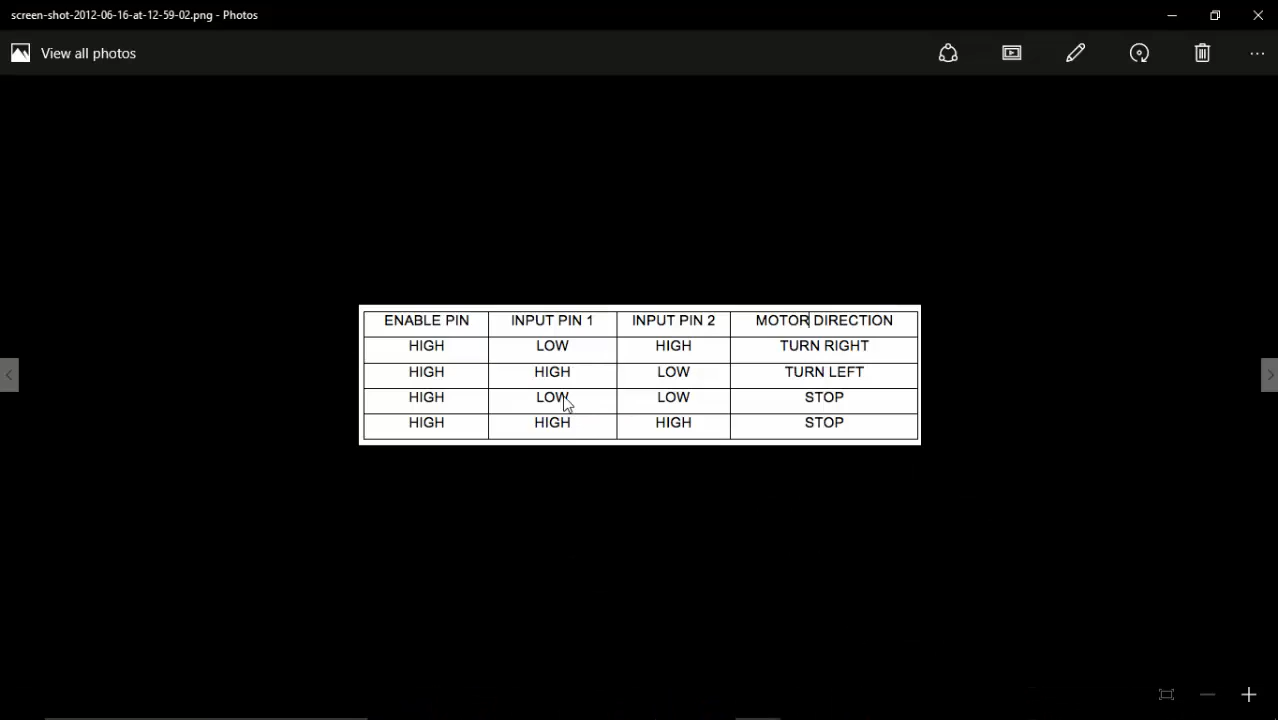 screen-shot-2012-06-16-at-12-59-02.png - Photos
View all photos
ENABLE PIN INPUT PIN 1 INPUT PIN 2 MOTOR DIRECTION
HIGH LOW HIGH TURN RIGHT
HIGH HIGH LOW TURN LEFT
HIGH LOW LOW STOP
HIGH HIGH HIGH STOP